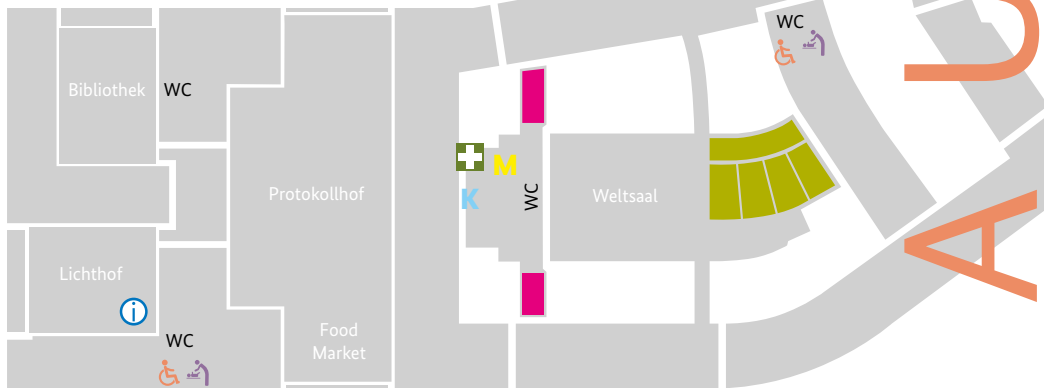 WC
Bibliothek
WC
M
K
WC
Protokollhof
Weltsaal
Lichthof
i
Food
Market
WC
A U